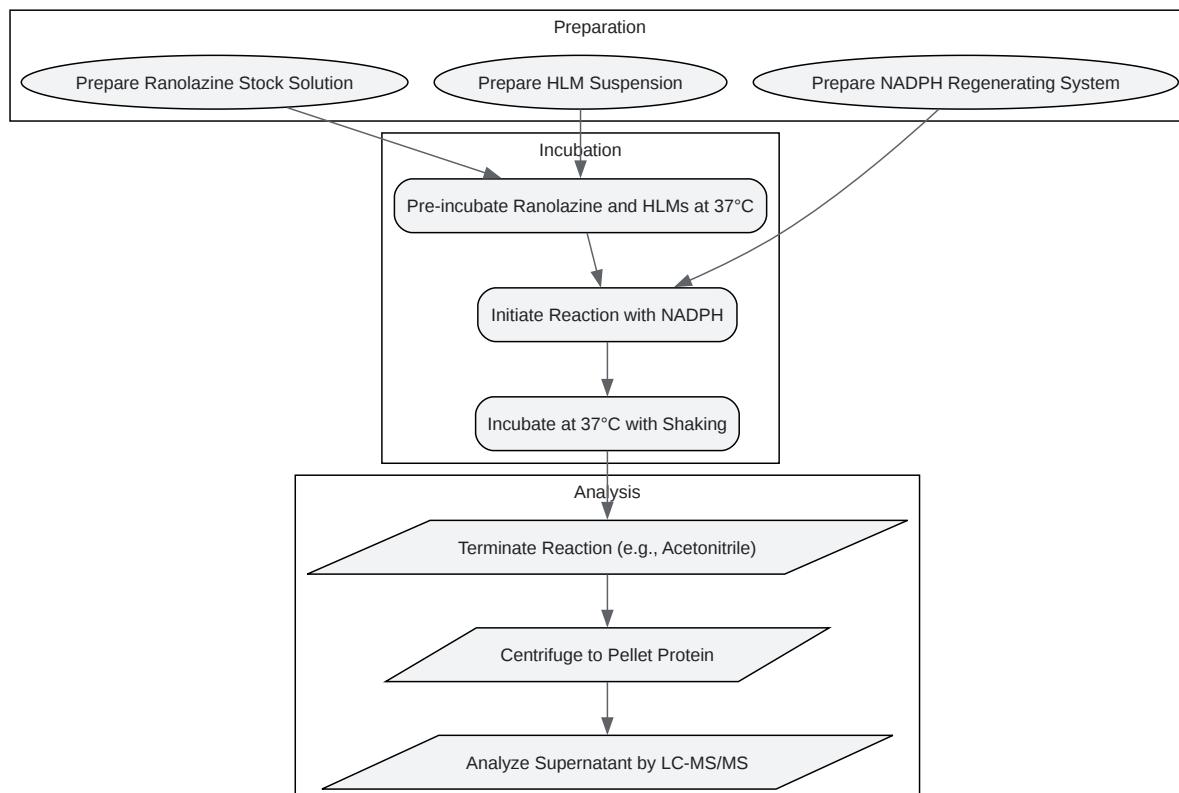 Preparation
Prepare Ranolazine Stock Solution
Prepare HLM Suspension
Prepare NADPH Regenerating System
Incubation
Pre-incubate Ranolazine and HLMs at 37°C
Initiate Reaction with NADPH
Incubate at 37°C with Shaking
Analysis
Terminate Reaction (e.g., Acetonitrile)
Centrifuge to Pellet Protein
Analyze Supernatant by LC-MS/MS